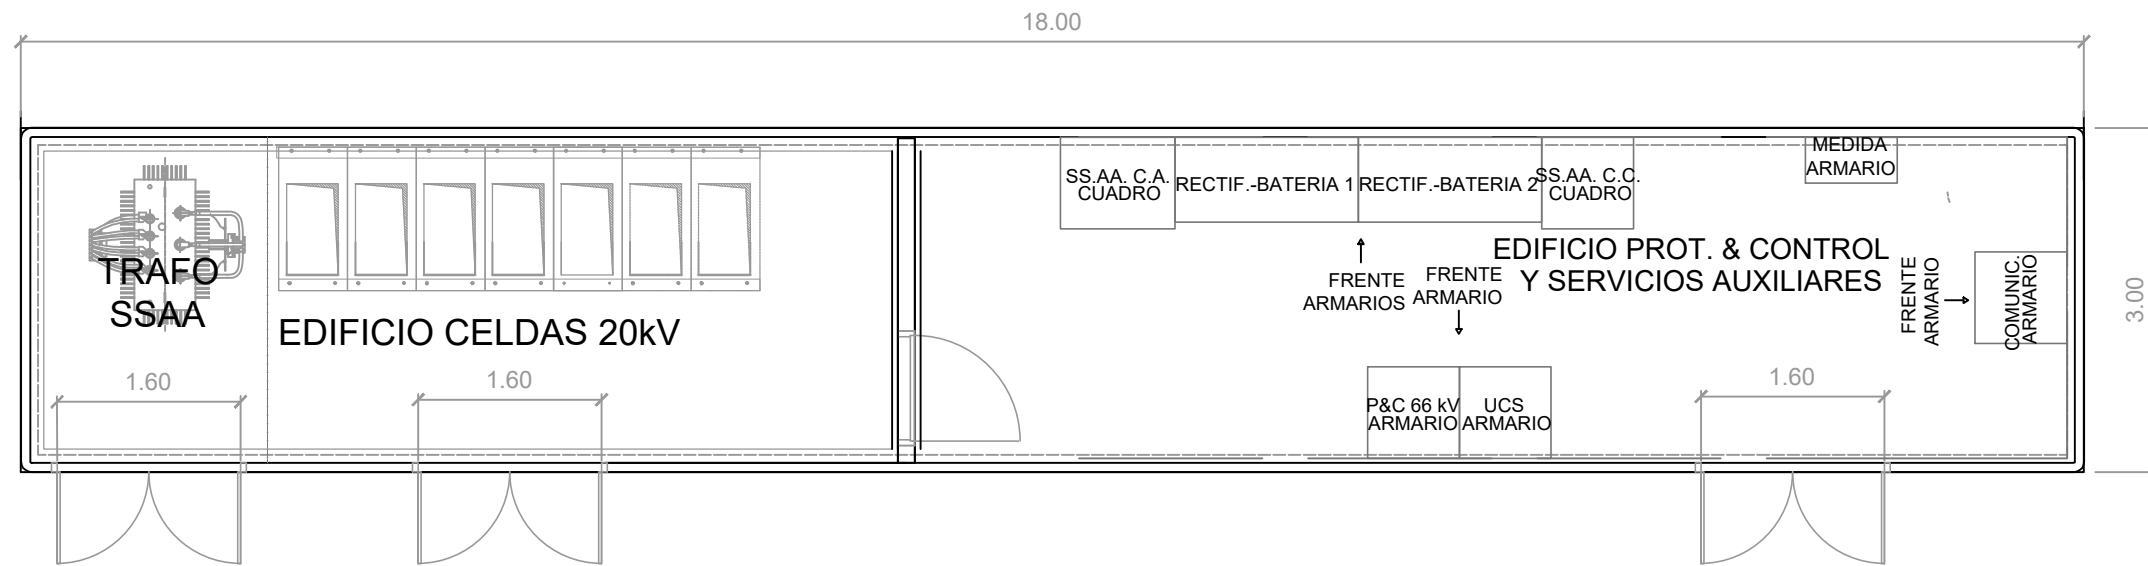 18.00
MEDIDA
ARMARIO
SS.AA. C.A.
CUADRO
RECTIF.-BATERIA 1
RECTIF.-BATERIA 2
SS.AA. C.C.
CUADRO
EDIFICIO PROT. & CONTROL
Y SERVICIOS AUXILIARES
TRAFO
SSAA
FRENTE
ARMARIOS
FRENTE
ARMARIO
FRENTE
ARMARIO
COMUNIC.
ARMARIO
3.00
EDIFICIO CELDAS 20kV
1.60
1.60
1.60
P&C 66 kV
ARMARIO
UCS
ARMARIO